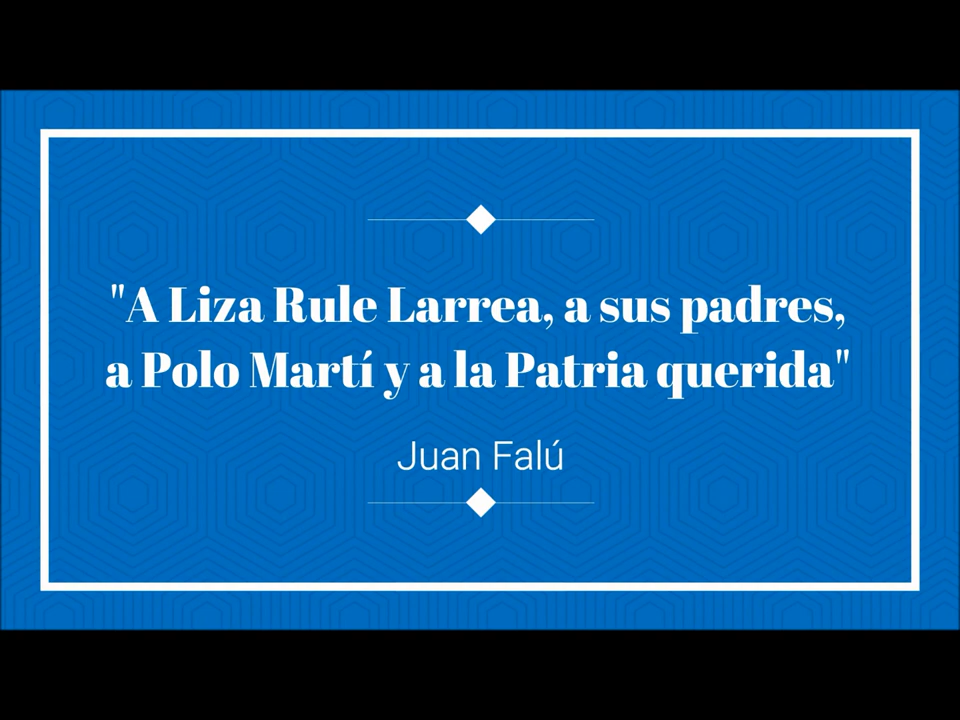 "A Liza Rule Larrea, a sus padres,
a Polo Martí y a la Patria querida"
Juan Falú